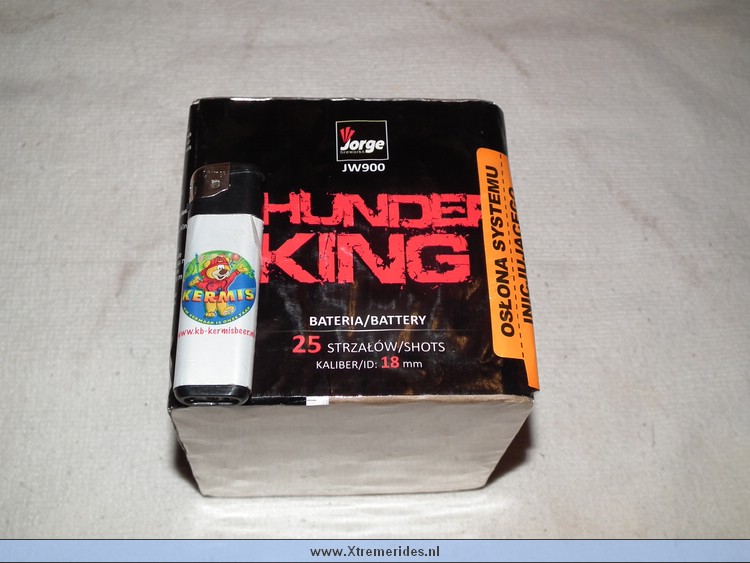 Jorge
FIREWORKS
JW900
HUNDER
KING
BATERIA/BATTERY
25 STRZAŁÓW/SHOTS
KALIBER/ID: 18 mm
OSŁONA SYSTEMU
INICJUJĄCEGO
KERMIS
www.kb-kermisbeer.nl
www.Xtremerides.nl